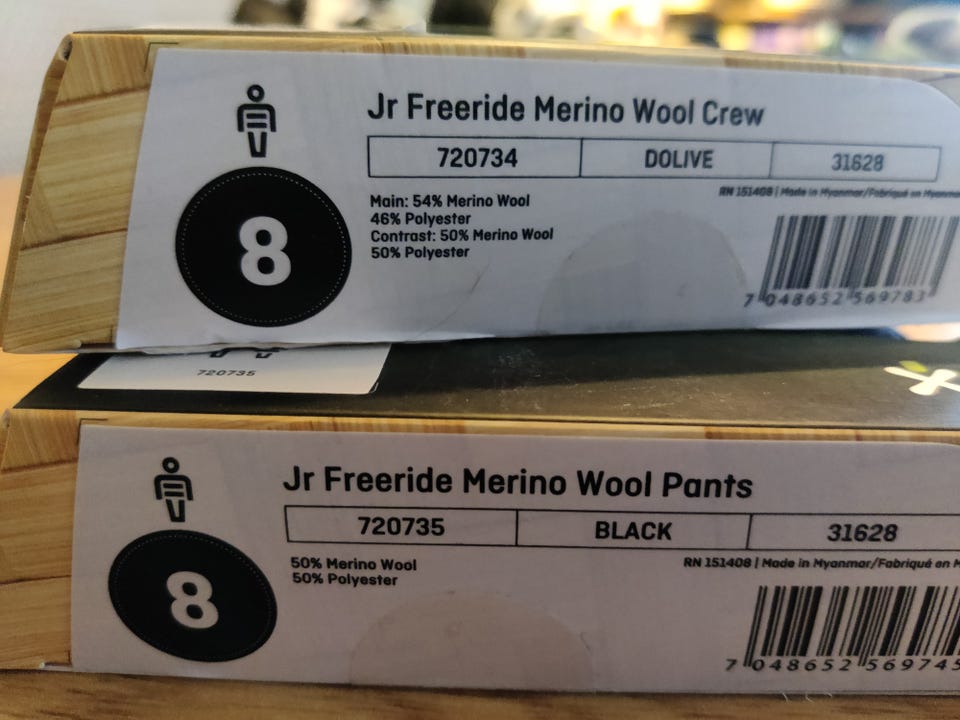 Jr Freeride Merino Wool Crew
720734 DOLIVE 31628
8
Main: 54% Merino Wool
46% Polyester
Contrast: 50% Merino Wool
50% Polyester
RN 151408 | Made in Myanmar/Fabriqué en Myanmar
7 048652 569783
720735
Jr Freeride Merino Wool Pants
720735 BLACK 31628
8
50% Merino Wool
50% Polyester
RN 151408 | Made in Myanmar/Fabriqué en M
7 048652 569745